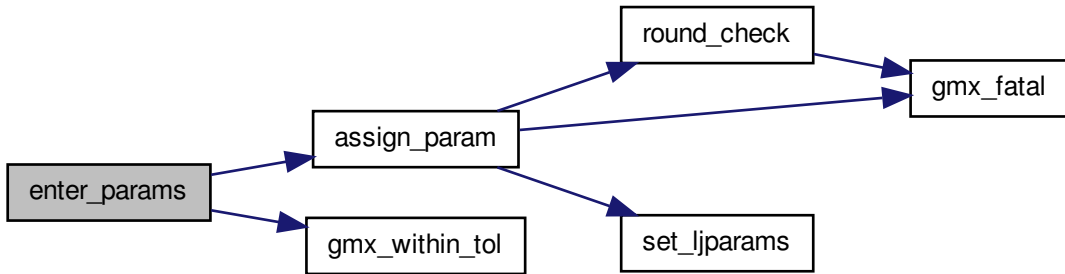 round_check
gmx_fatal
assign_param
enter_params
gmx_within_tol
set_ljparams